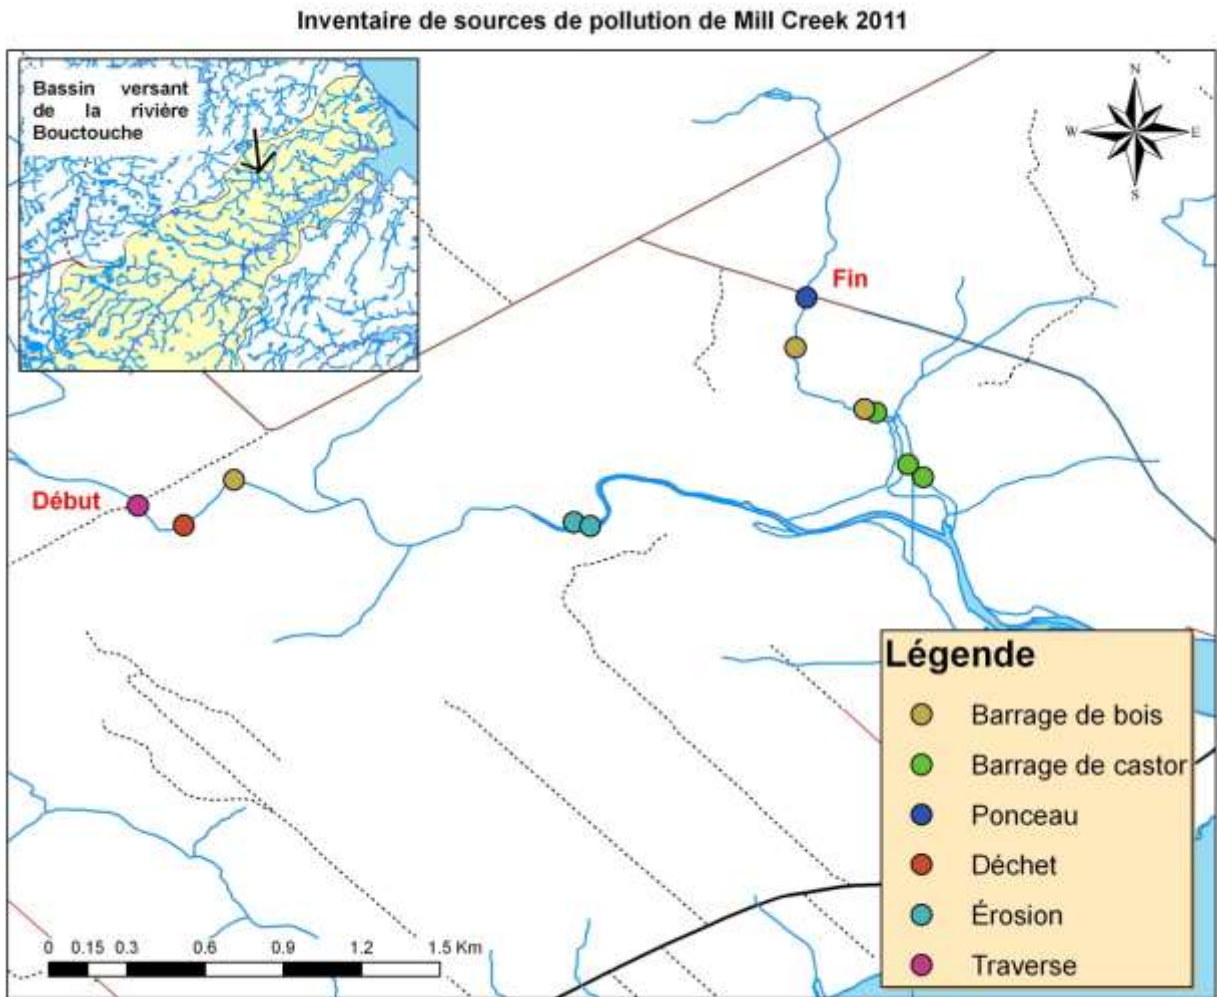 Inventaire de sources de pollution de Mill Creek 2011
Bassin versant
de la rivière
Bouctouche
N
W
E
S
Fin
Début
Légende
Barrage de bois
Barrage de castor
Ponceau
Déchet
Érosion
Traverse
0 0.15 0.3 0.6 0.9 1.2 1.5 Km